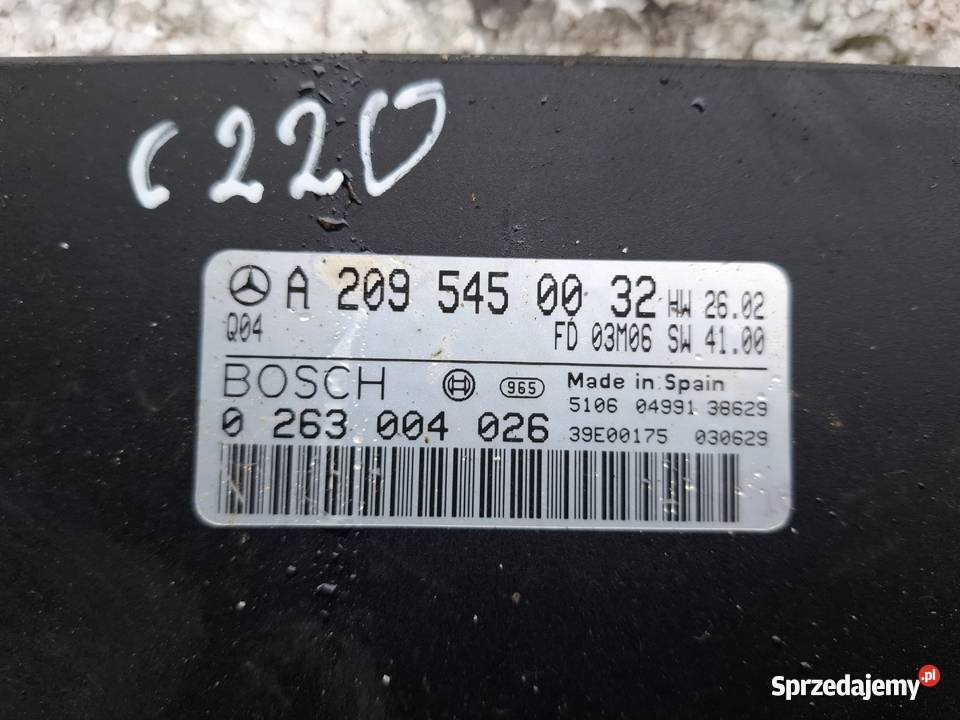 C220
A 209 545 00 32 HW 26.02
Q04 FD 03M06 SW 41.00
BOSCH 965 Made in Spain
5106 04991 38629
0 263 004 026 39E00175 030629
Sprzedajemy.pl